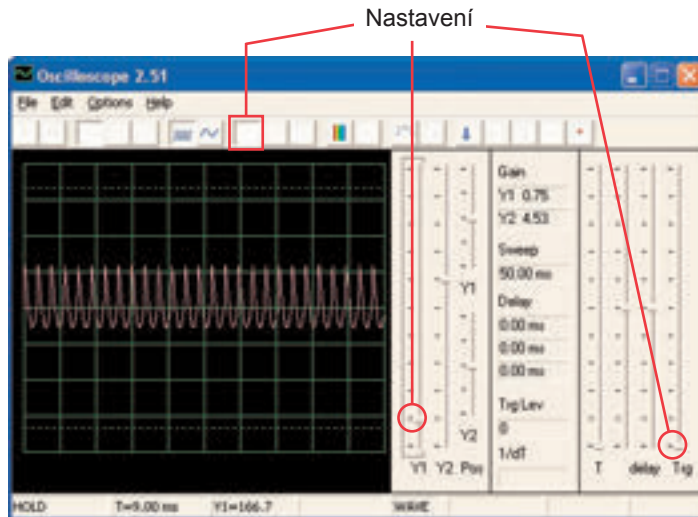 Nastavení
Oscilloscope 2.51
File Edit Options Help
Gain
Y1 0.75
Y2 4.53
Sweep
50.00 ms
Delay
0.00 ms
0.00 ms
0.00 ms
Trg Lev
0
1/dT
Y1
Y2
Y1 Y2 Pos
T delay Trg
HOLD T=9.00 ms Y1=166.7 WAVE